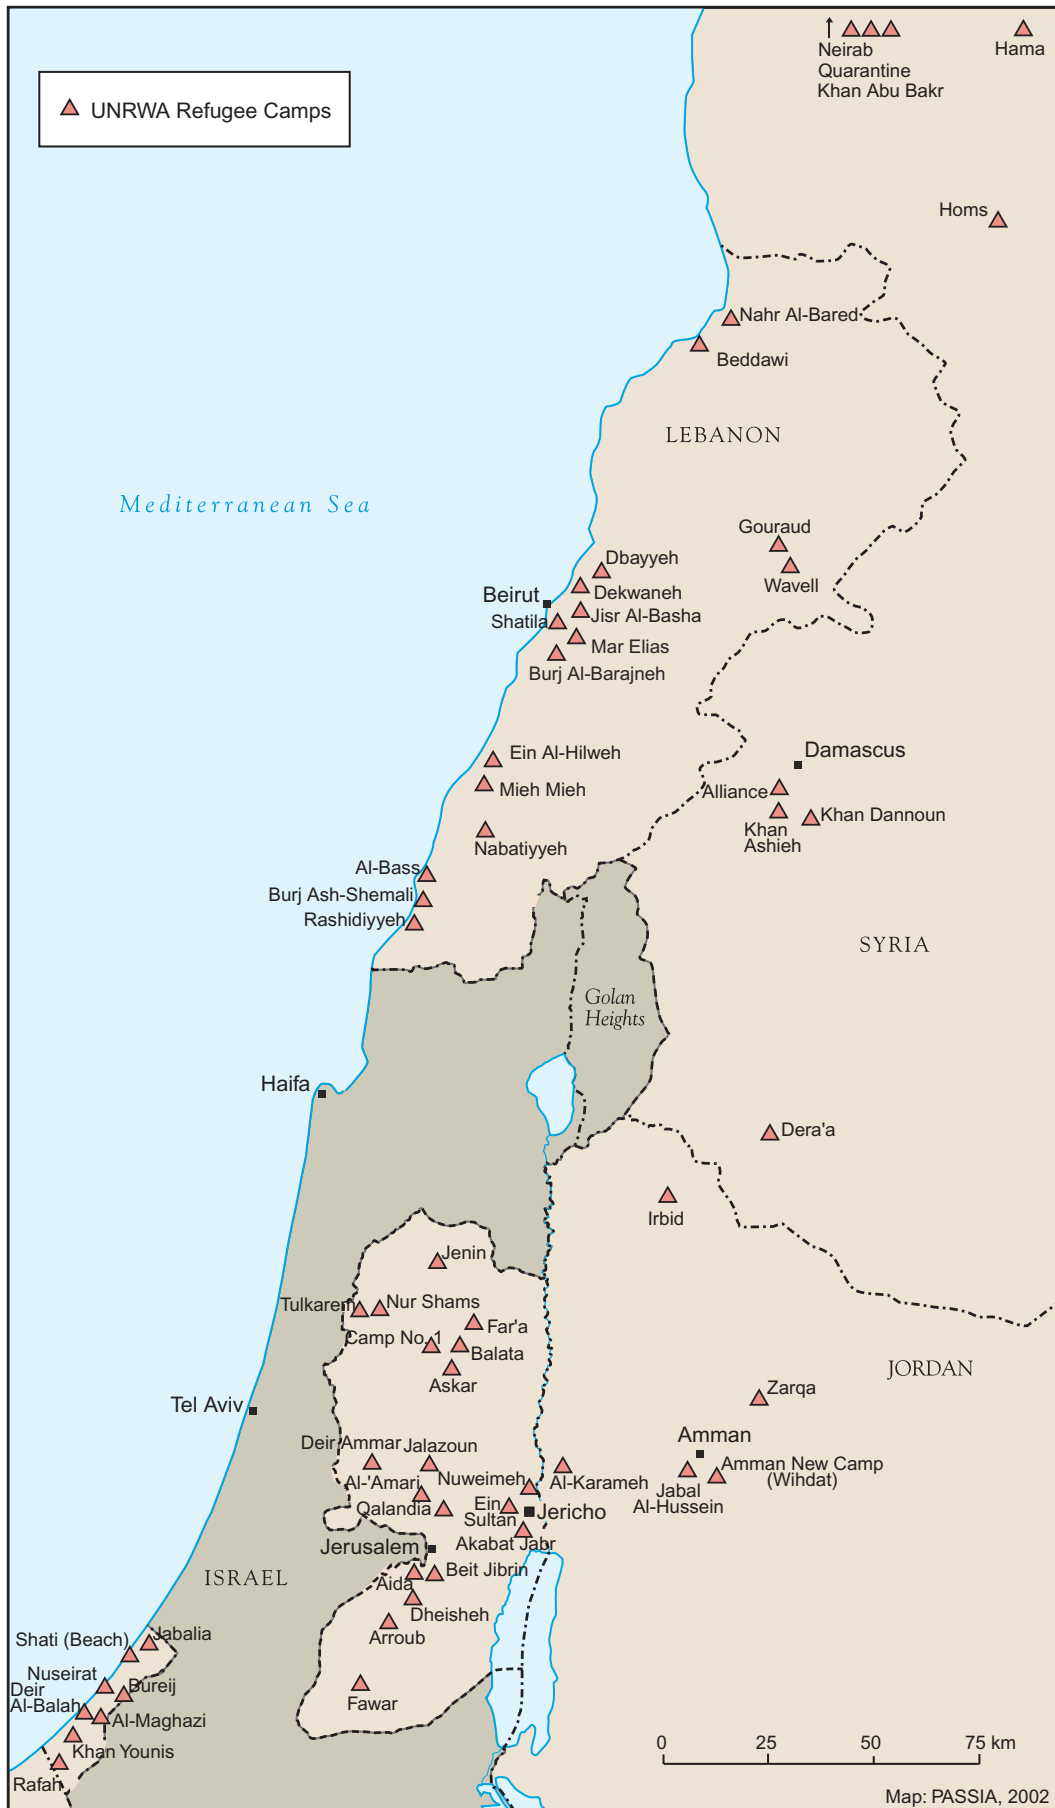 Neirab
Quarantine
Khan Abu Bakr
Hama
UNRWA Refugee Camps
Homs
Nahr Al-Bared
Beddawi
LEBANON
Mediterranean Sea
Gouraud
Wavell
Dbayyeh
Dekwaneh
Beirut
Jisr Al-Basha
Shatila
Mar Elias
Burj Al-Barajneh
Ein Al-Hilweh
Damascus
Mieh Mieh
Alliance
Khan Dannoun
Khan
Ashieh
Nabatiyyeh
Al-Bass
Burj Ash-Shemali
Rashidiyyeh
SYRIA
Golan
Heights
Haifa
Dera'a
Irbid
Jenin
Tulkarem
Nur Shams
Far'a
Camp No. 1
Balata
Askar
JORDAN
Zarqa
Tel Aviv
Amman
Deir Ammar
Jalazoun
Amman New Camp
(Wihdat)
Al-'Amari
Nuweimeh
Al-Karameh
Jabal
Al-Hussein
Qalandia
Ein
Sultan
Jericho
Akabat Jabr
Jerusalem
ISRAEL
Aida
Beit Jibrin
Dheisheh
Arroub
Shati (Beach)
Jabalia
Nuseirat
Bureij
Deir
Al-Balah
Al-Maghazi
Fawar
Khan Younis
Rafah
0 25 50 75 km
Map: PASSIA, 2002